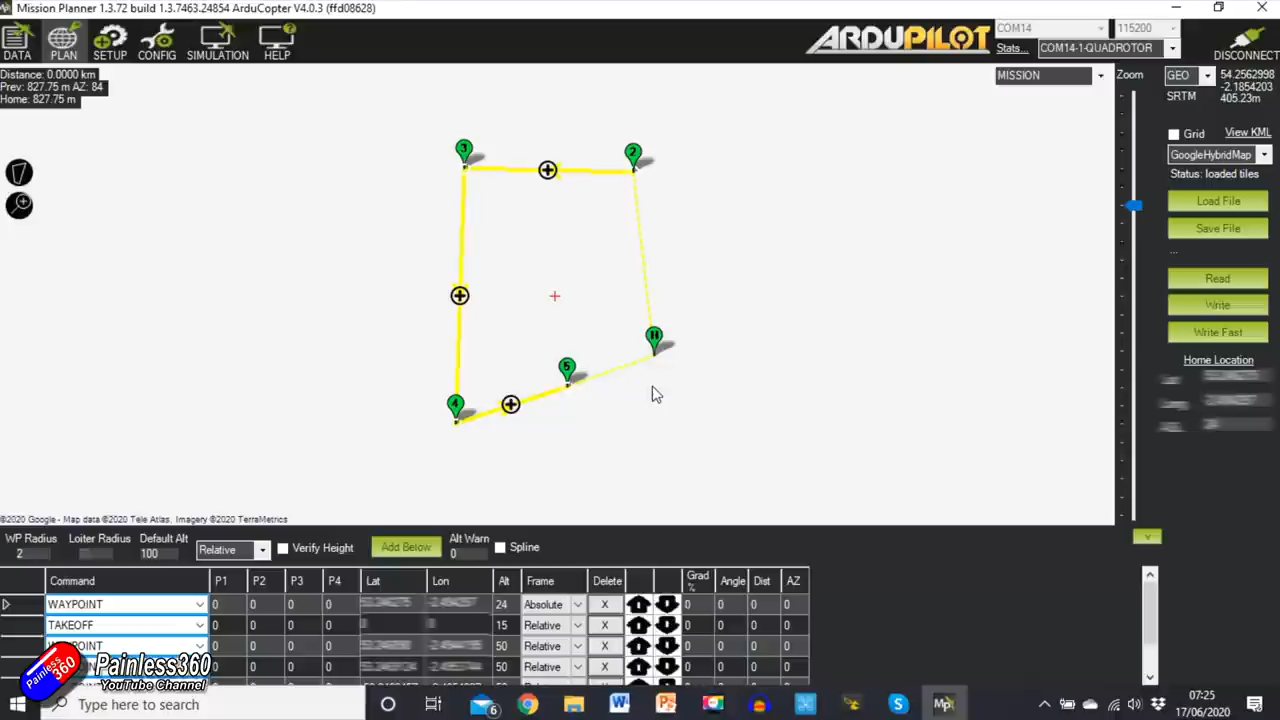 Mission Planner 1.3.72 build 1.3.7463.24854 ArduCopter V4.0.3 (ffd08628)
DATA PLAN SETUP CONFIG SIMULATION HELP
ARDUPILOT COM14 115200
Stats... COM14-1-QUADROTOR DISCONNECT
Distance: 0.0000 km
Prev: 827.75 m AZ: 84
Home: 827.75 m
MISSION Zoom GEO 54.2562998
-2.1854203
SRTM 405.23m
Grid View KML
GoogleHybridMap
Status: loaded tiles
Load File
Save File
...
Read
Write
Write Fast
Home Location
3 2
H
5
4
©2020 Google - Map data ©2020 Tele Atlas, Imagery ©2020 TerraMetrics
WP Radius Loiter Radius Default Alt Alt Warn
2 100 Relative Verify Height Add Below 0 Spline
Command P1 P2 P3 P4 Lat Lon Alt Frame Delete Grad % Angle Dist AZ
WAYPOINT 0 0 0 0 24 Absolute X 0 0 0 0
TAKEOFF 0 0 0 0 15 Relative X 0 0 0 0
0 0 0 0 50 Relative X 0 0 0 0
0 0 0 0 50 Relative X 0 0 0 0
Painless360
YouTube Channel
Painless 360
Type here to search
6
07:25
17/06/2020